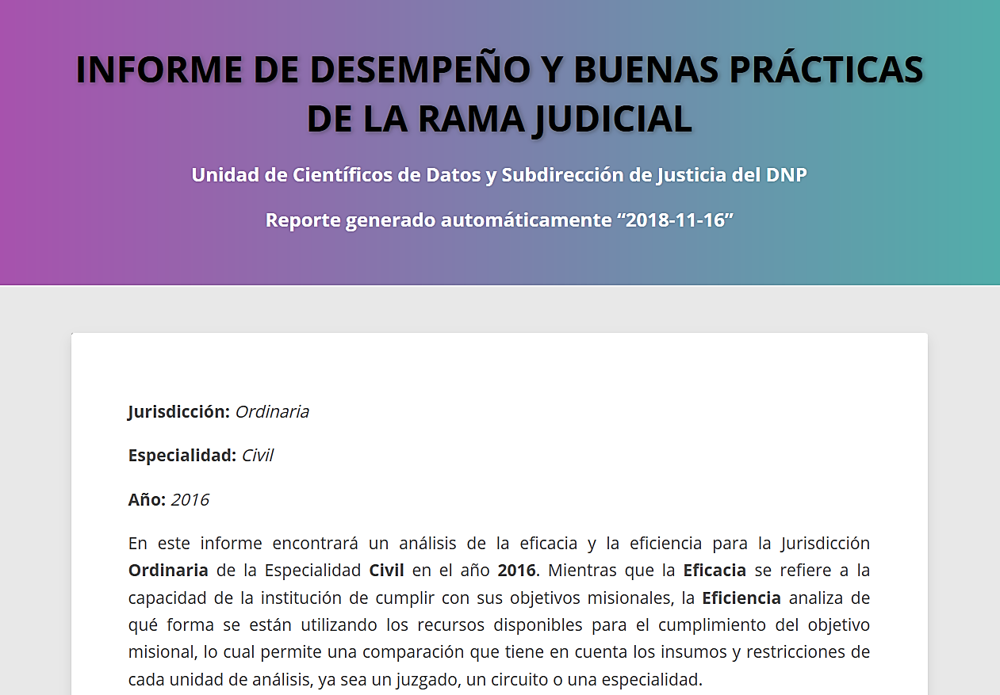 INFORME DE DESEMPEÑO Y BUENAS PRÁCTICAS
DE LA RAMA JUDICIAL
Unidad de Científicos de Datos y Subdirección de Justicia del DNP
Reporte generado automáticamente “2018-11-16”
Jurisdicción: Ordinaria
Especialidad: Civil
Año: 2016
En este informe encontrará un análisis de la eficacia y la eficiencia para la Jurisdicción
Ordinaria de la Especialidad Civil en el año 2016. Mientras que la Eficacia se refiere a la
capacidad de la institución de cumplir con sus objetivos misionales, la Eficiencia analiza de
qué forma se están utilizando los recursos disponibles para el cumplimiento del objetivo
misional, lo cual permite una comparación que tiene en cuenta los insumos y restricciones de
cada unidad de análisis, ya sea un juzgado, un circuito o una especialidad.